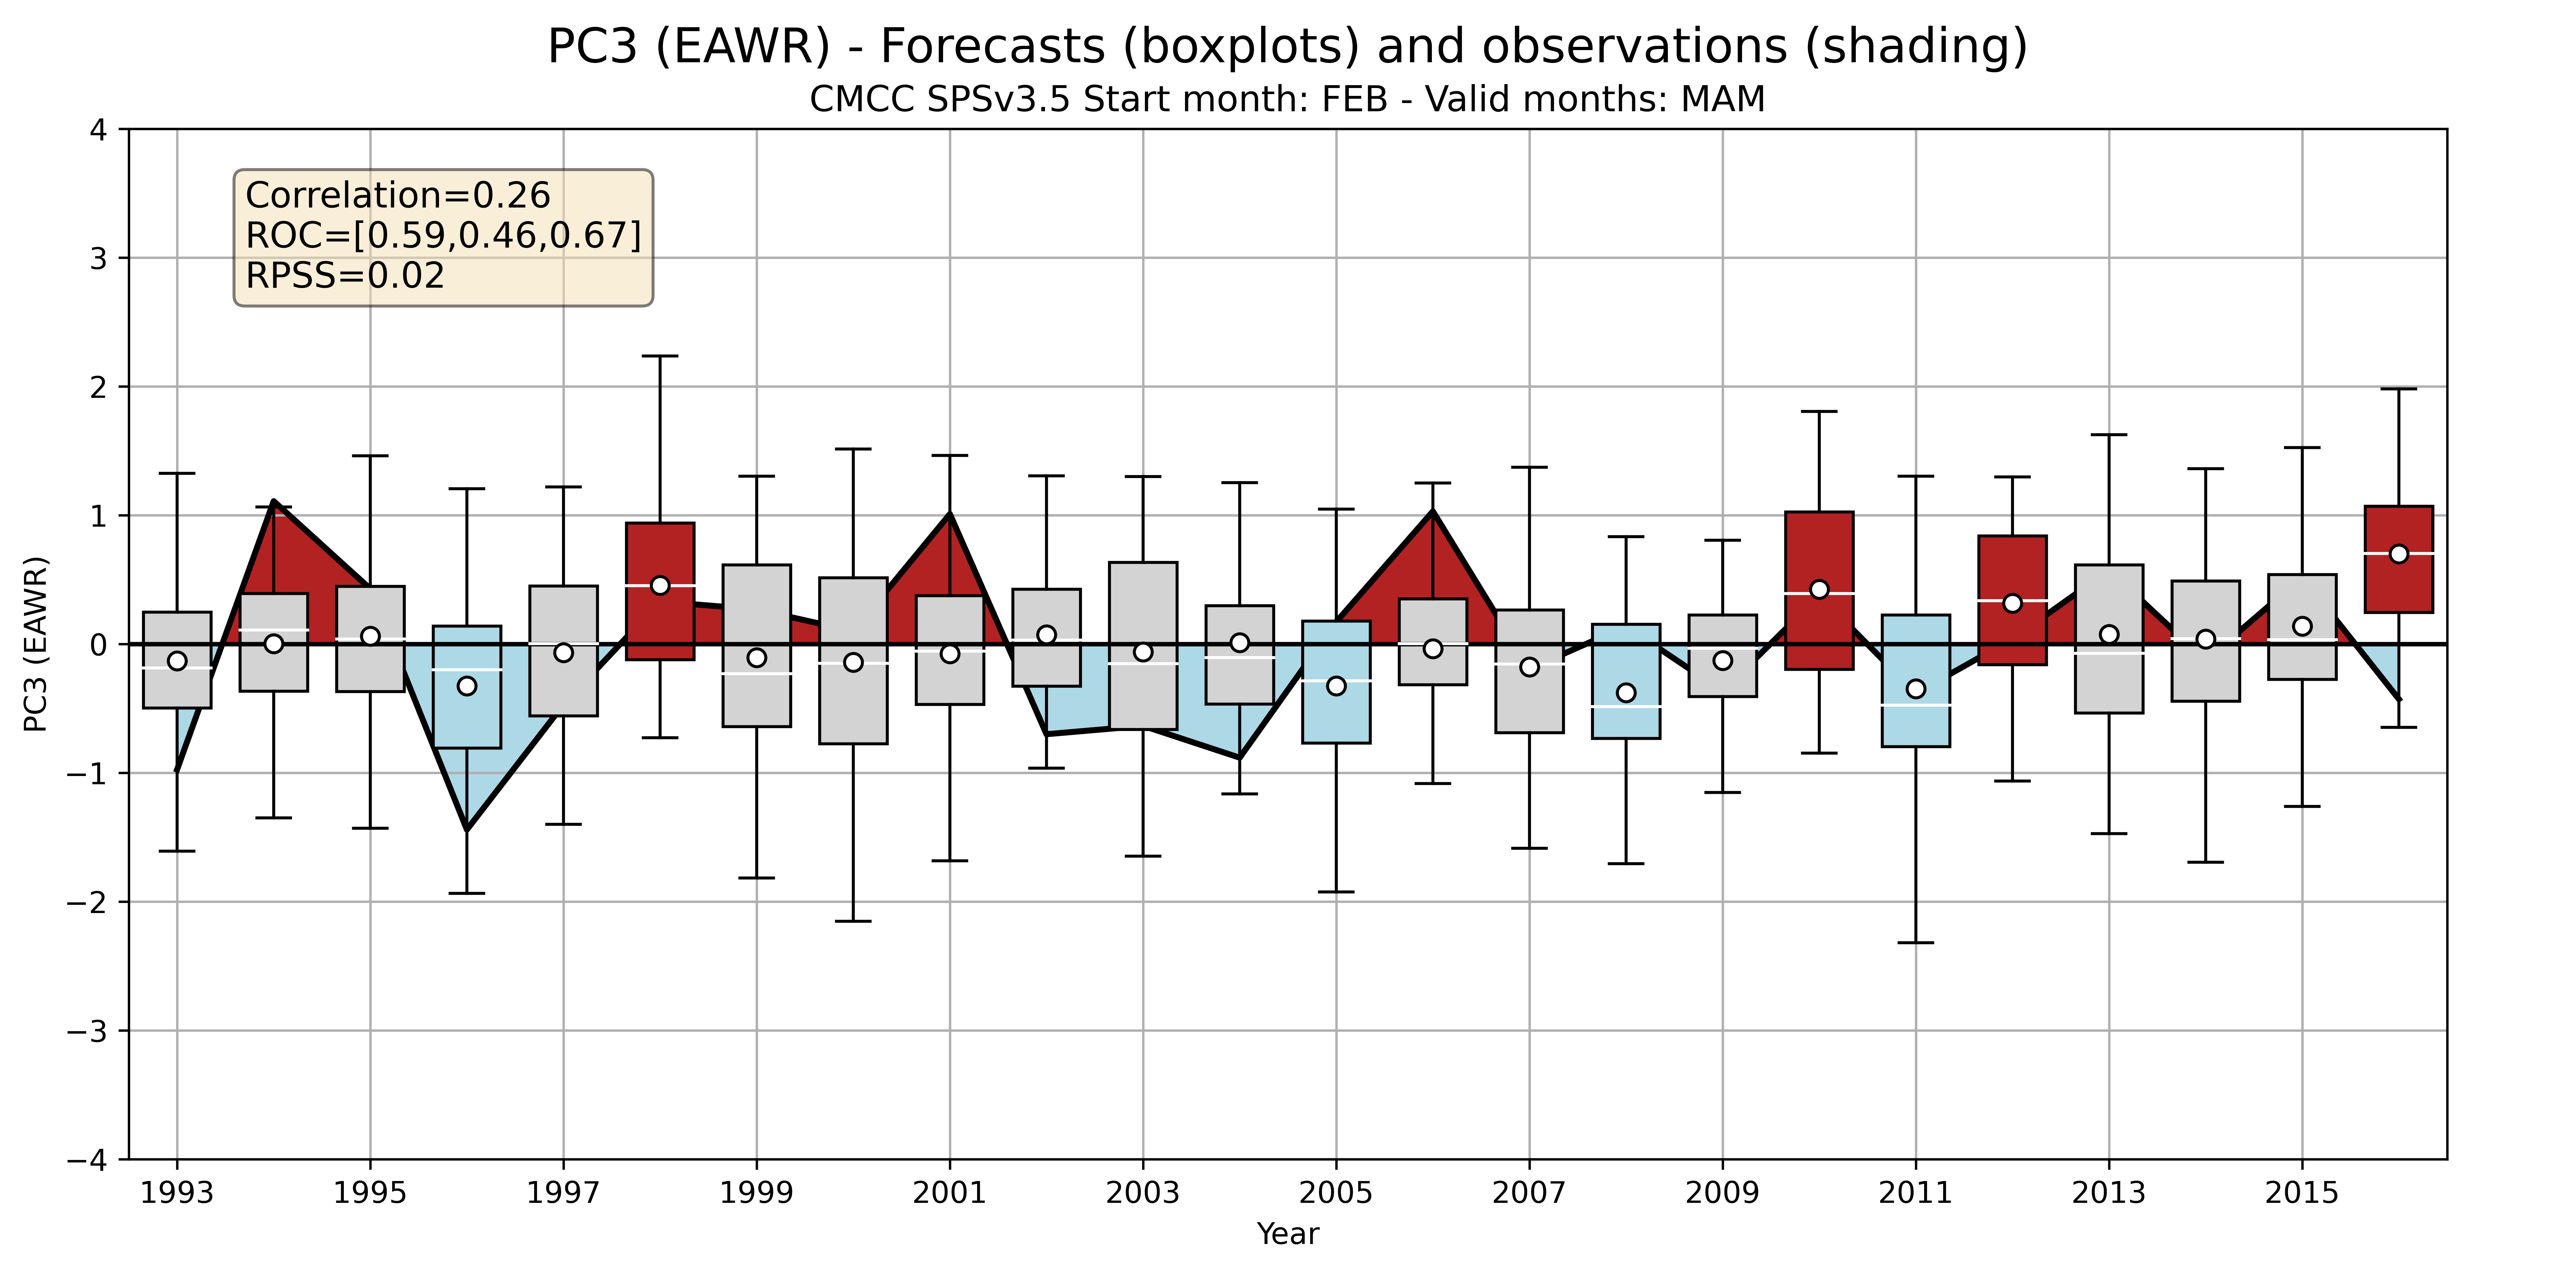 PC3 (EAWR) - Forecasts (boxplots) and observations (shading)
CMCC SPSv3.5 Start month: FEB - Valid months: MAM
Correlation=0.26
ROC=[0.59,0.46,0.67]
RPSS=0.02
PC3 (EAWR)
4
3
2
1
0
−1
−2
−3
−4
1993 1995 1997 1999 2001 2003 2005 2007 2009 2011 2013 2015
Year